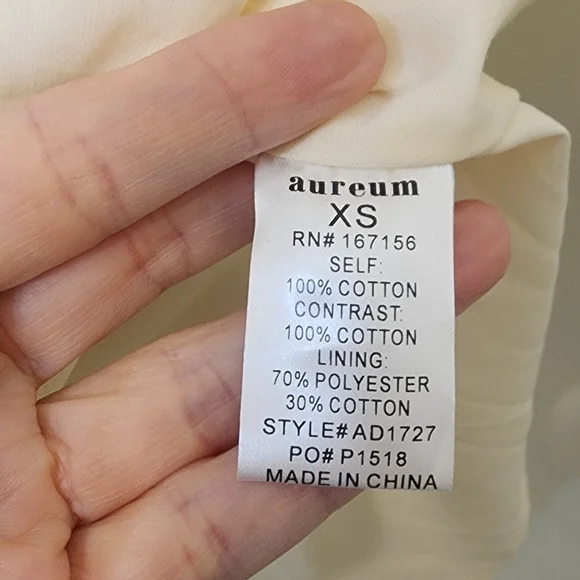 aureum
XS
RN# 167156
SELF:
100% COTTON
CONTRAST:
100% COTTON
LINING:
70% POLYESTER
30% COTTON
STYLE# AD1727
PO# P1518
MADE IN CHINA